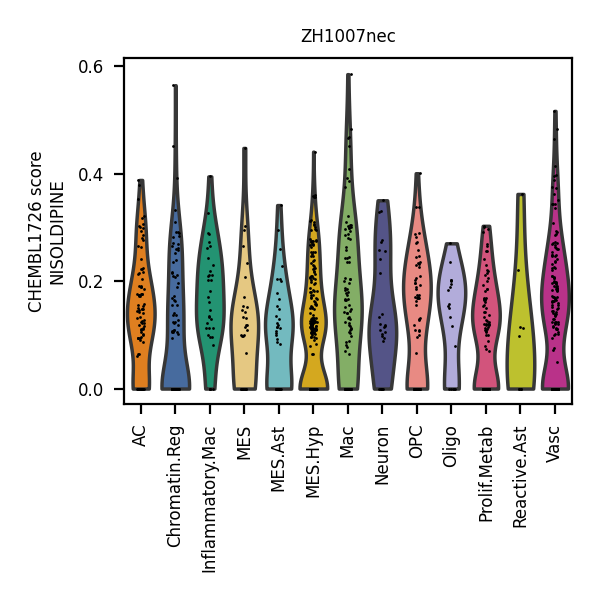 ZH1007nec
CHEMBL1726 score
NISOLDIPINE
0.6
0.4
0.2
0.0
AC
Chromatin.Reg
Inflammatory.Mac
MES
MES.Ast
MES.Hyp
Mac
Neuron
OPC
Oligo
Prolif.Metab
Reactive.Ast
Vasc